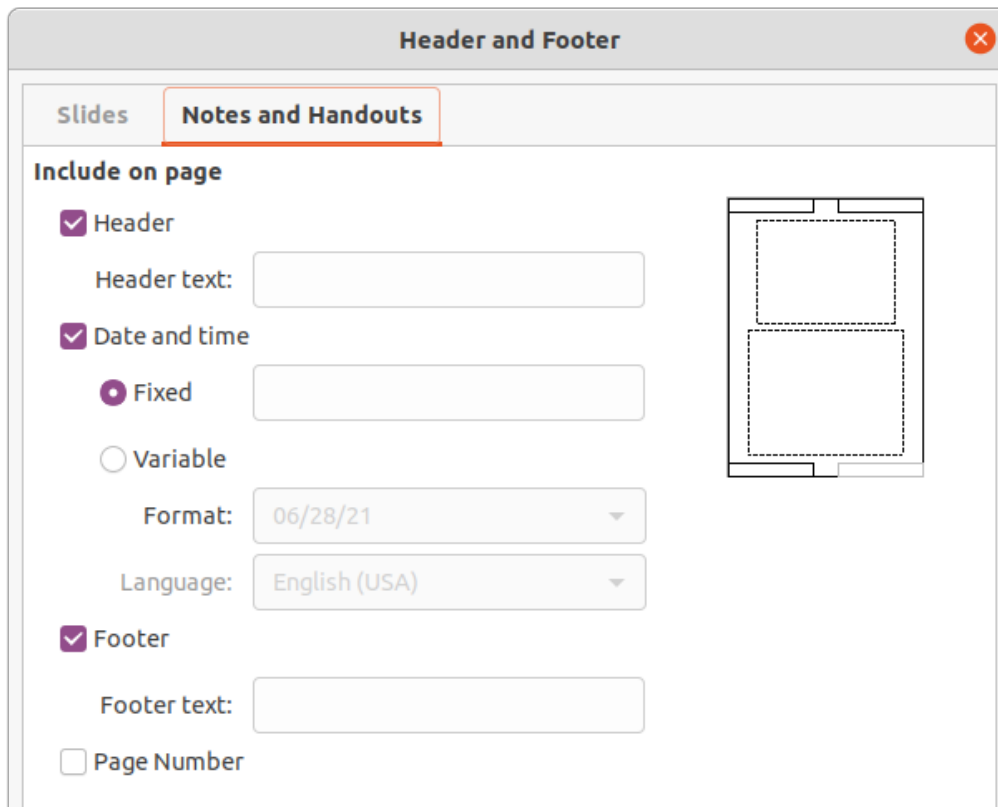 Header and Footer
Slides
Notes and Handouts
Include on page
Header
Header text:
Date and time
Fixed
Variable
Format: 06/28/21
Language: English (USA)
Footer
Footer text:
Page Number